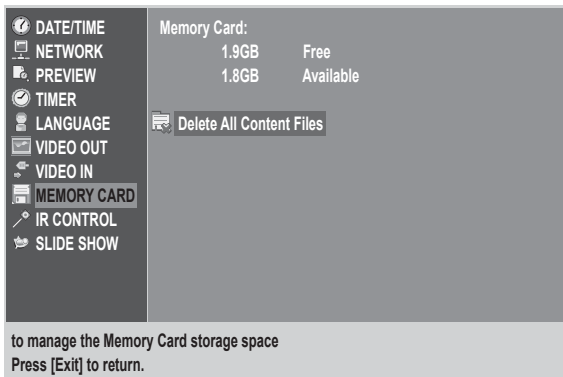 DATE/TIME
NETWORK
PREVIEW
TIMER
LANGUAGE
VIDEO OUT
VIDEO IN
MEMORY CARD
IR CONTROL
SLIDE SHOW
Memory Card:
1.9GB Free
1.8GB Available
Delete All Content Files
to manage the Memory Card storage space
Press [Exit] to return.